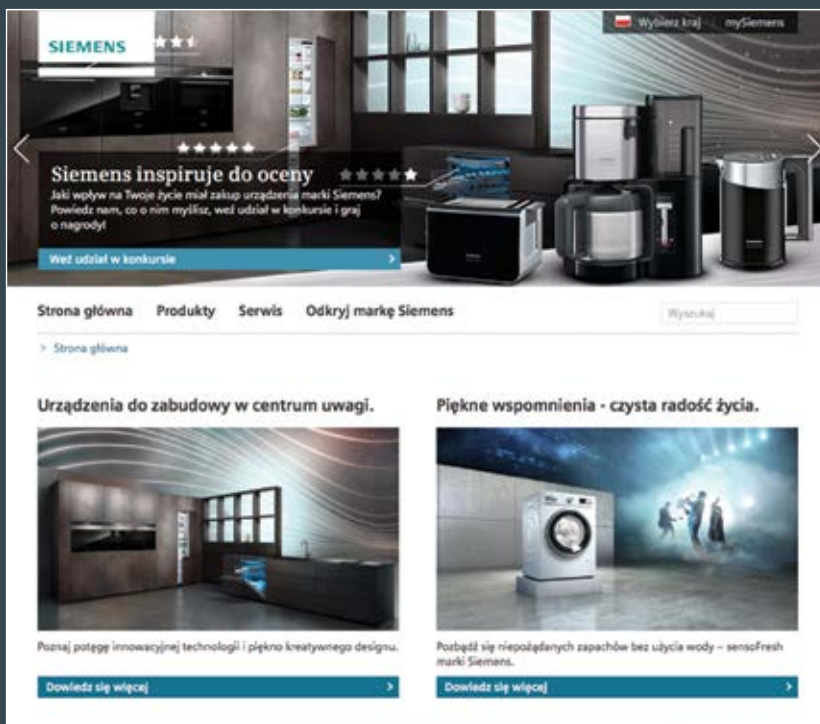 SIEMENS
Wybierz kraj
mySiemens
Siemens inspiruje do oceny
Jaki wpływ na Twoje życie miał zakup urządzenia marki Siemens?
Powiedz nam, co o nim myślisz, weź udział w konkursie i graj
o nagrody!
Weź udział w konkursie
Strona główna Produkty Serwis Odkryj markę Siemens
Wyszukaj
> Strona główna
Urządzenia do zabudowy w centrum uwagi.
Piękne wspomnienia - czysta radość życia.
Poznaj potęgę innowacyjnej technologii i piękno kreatywnego designu.
Dowiedz się więcej
Pozbądź się niepożądanych zapachów bez użycia wody – sensoFresh
marki Siemens.
Dowiedz się więcej